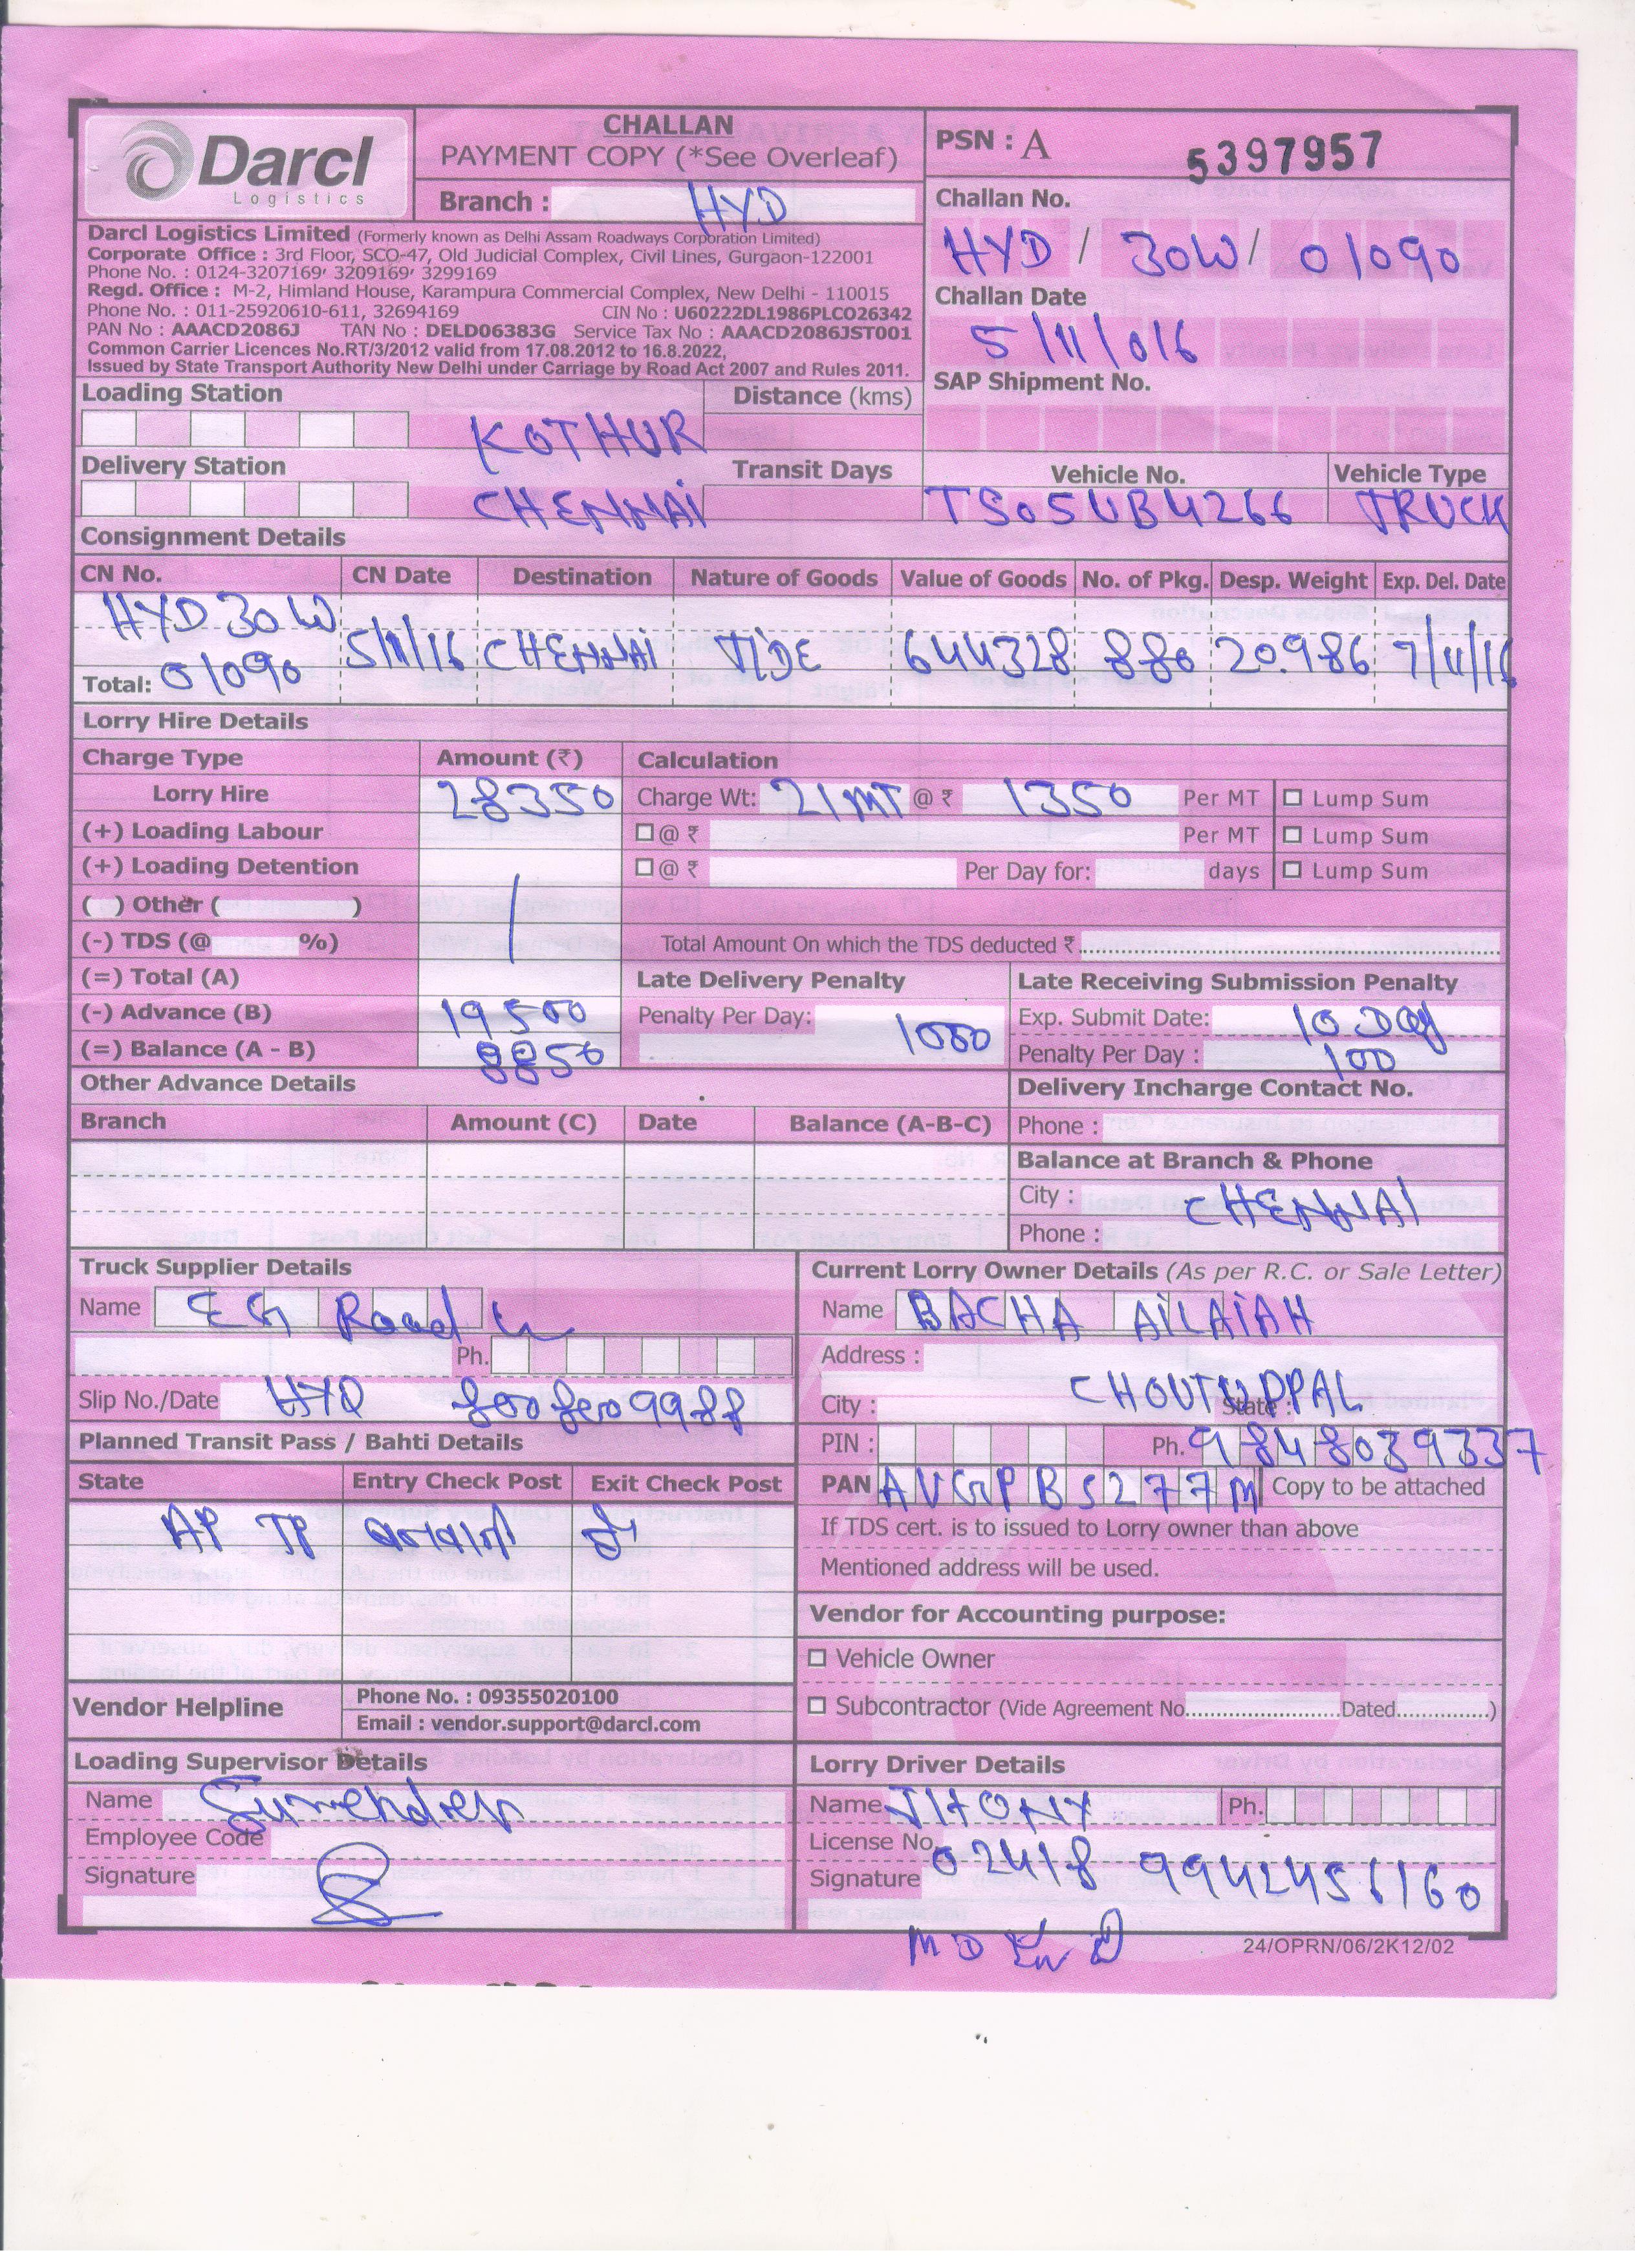 Darcl
Logistics
CHALLAN
PAYMENT COPY (*See Overleaf)
Branch : HYD
PSN : A 5397957
Challan No.
HYD / 30W / 01090
Challan Date
5/11/016
SAP Shipment No.
Darcl Logistics Limited (Formerly known as Delhi Assam Roadways Corporation Limited)
Corporate Office : 3rd Floor, SCO-47, Old Judicial Complex, Civil Lines, Gurgaon-122001
Phone No. : 0124-3207169, 3209169, 3299169
Regd. Office : M-2, Himland House, Karampura Commercial Complex, New Delhi - 110015
Phone No. : 011-25920610-611, 32694169 CIN No : U60222DL1986PLCO26342
PAN No : AAACD2086J TAN No : DELD06383G Service Tax No : AAACD2086JST001
Common Carrier Licences No.RT/3/2012 valid from 17.08.2012 to 16.8.2022,
Issued by State Transport Authority New Delhi under Carriage by Road Act 2007 and Rules 2011.
Loading Station KOTHUR Distance (kms)
Delivery Station CHENNAI Transit Days
Vehicle No. Vehicle Type
TS05UB4266 TRUCK
Consignment Details
CN No. CN Date Destination Nature of Goods Value of Goods No. of Pkg. Desp. Weight Exp. Del. Date
HYD 30W
01090 5/11/16 CHENNAI TIDE 644328 880 20.986 7/11/16
Total:
Lorry Hire Details
Charge Type Amount (₹) Calculation
Lorry Hire 28350 Charge Wt: 21MT @ ₹ 1350 Per MT Lump Sum
(+) Loading Labour @ ₹ Per MT Lump Sum
(+) Loading Detention @ ₹ Per Day for: days Lump Sum
( ) Other ( )
(-) TDS (@ %) Total Amount On which the TDS deducted ₹
(=) Total (A) Late Delivery Penalty Late Receiving Submission Penalty
(-) Advance (B) 19500 Penalty Per Day: 1000 Exp. Submit Date: 10 Day
(=) Balance (A - B) 8850 Penalty Per Day : 100
Other Advance Details Delivery Incharge Contact No.
Branch Amount (C) Date Balance (A-B-C) Phone :
Balance at Branch & Phone
City : CHENNAI
Phone :
Truck Supplier Details
Name EG Road
Ph.
Slip No./Date HYD 8008809988
Current Lorry Owner Details (As per R.C. or Sale Letter)
Name BACHA AILAIAH
Address :
CHOUTUPPAL
City : State :
PIN : Ph. 9848039337
PAN AVGPB5277M Copy to be attached
If TDS cert. is to issued to Lorry owner than above
Mentioned address will be used.
Planned Transit Pass / Bahti Details
State Entry Check Post Exit Check Post
AP TP
Vendor for Accounting purpose:
Vehicle Owner
Subcontractor (Vide Agreement No. Dated )
Vendor Helpline Phone No. : 09355020100
Email : vendor.support@darcl.com
Loading Supervisor Details
Name Surrehdren
Employee Code
Signature
Lorry Driver Details
Name JHONY Ph.
License No.
02418 9942456160
Signature
24/OPRN/06/2K12/02